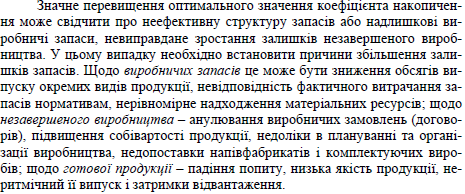 Значне перевищення оптимального значення коефіцієнта накопичен-
ня може свідчити про неефективну структуру запасів або надлишкові ви-
робничі запаси, невиправдане зростання залишків незавершеного вироб-
ництва. У цьому випадку необхідно встановити причини збільшення зали-
шків запасів. Щодо виробничих запасів це може бути зниження обсягів ви-
пуску окремих видів продукції, невідповідність фактичного витрачання за-
пасів нормативам, нерівномірне надходження матеріальних ресурсів; щодо
незавершеного виробництва – анулювання виробничих замовлень (догово-
рів), підвищення собівартості продукції, недоліки в плануванні та органі-
зації виробництва, недопоставки напівфабрикатів і комплектуючих виро-
бів; щодо готової продукції – падіння попиту, низька якість продукції, не-
ритмічний її випуск і затримки відвантаження.